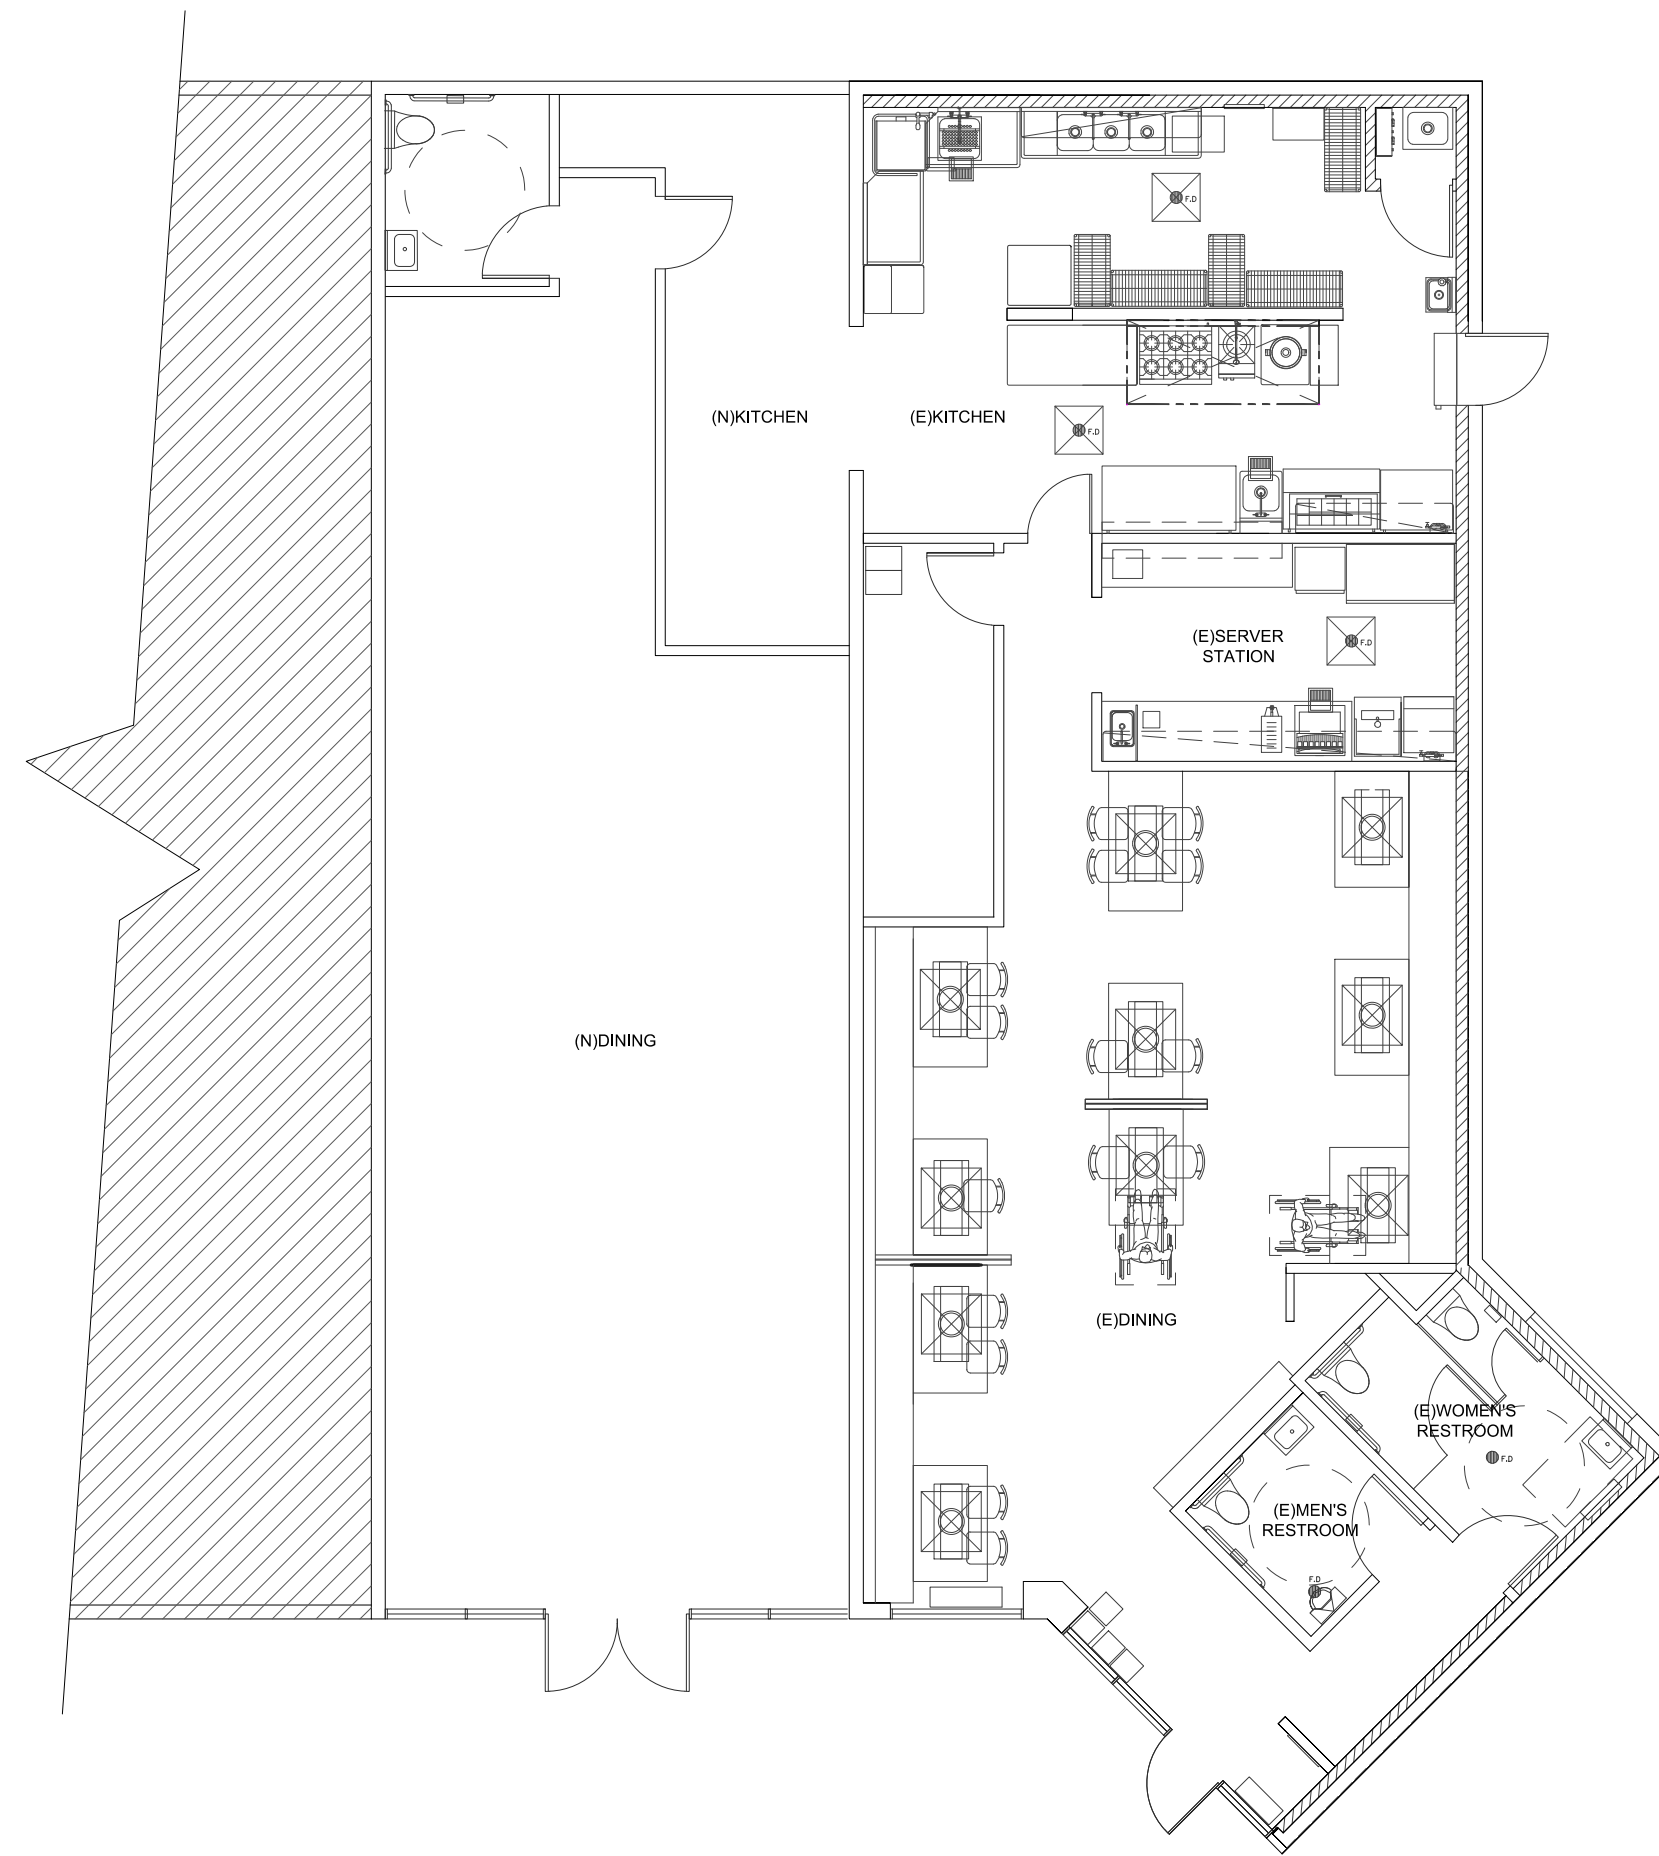 F.D
(N)KITCHEN
(E)KITCHEN
F.D
(E)SERVER
STATION
F.D
(N)DINING
(E)DINING
(E)WOMEN'S
RESTROOM
F.D
(E)MEN'S
RESTROOM
F.D